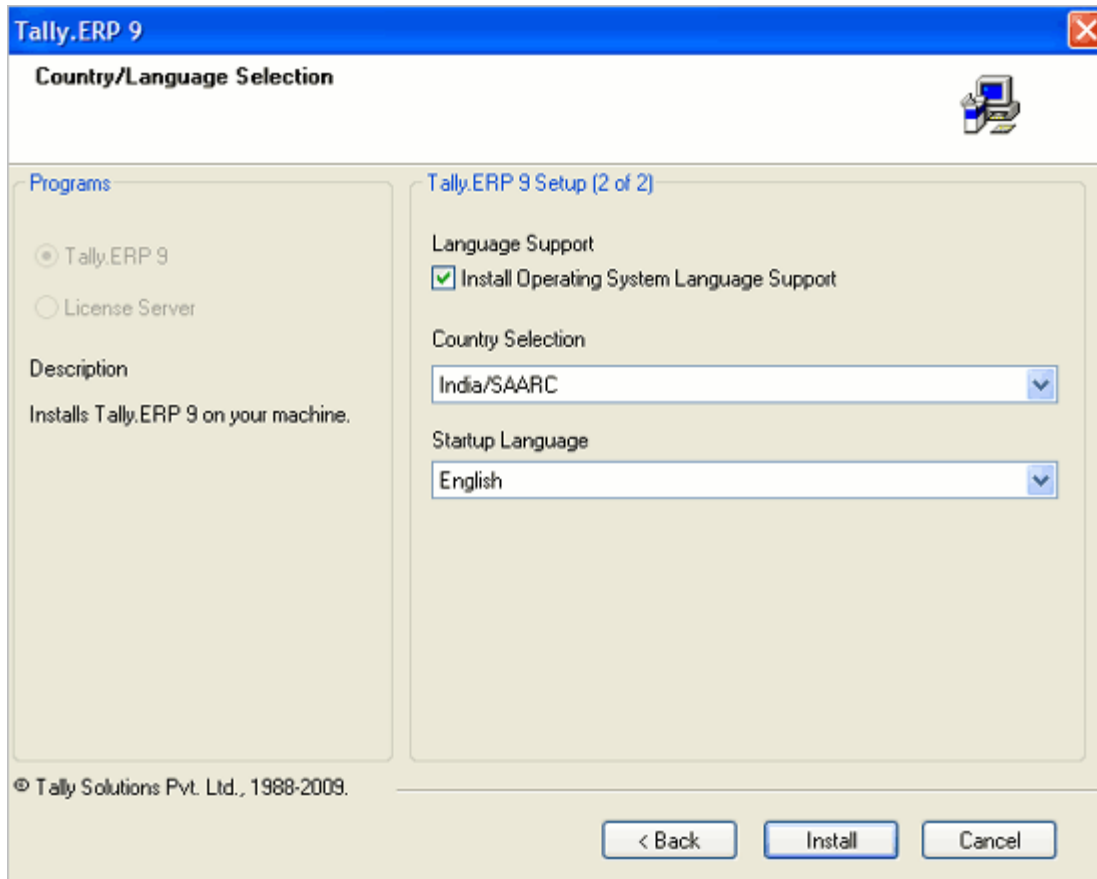 Tally.ERP 9
Country/Language Selection
Programs
Tally.ERP 9
License Server
Description
Installs Tally.ERP 9 on your machine.
Tally.ERP 9 Setup (2 of 2)
Language Support
Install Operating System Language Support
Country Selection
India/SAARC
Startup Language
English
© Tally Solutions Pvt. Ltd., 1988-2009.
< Back Install Cancel